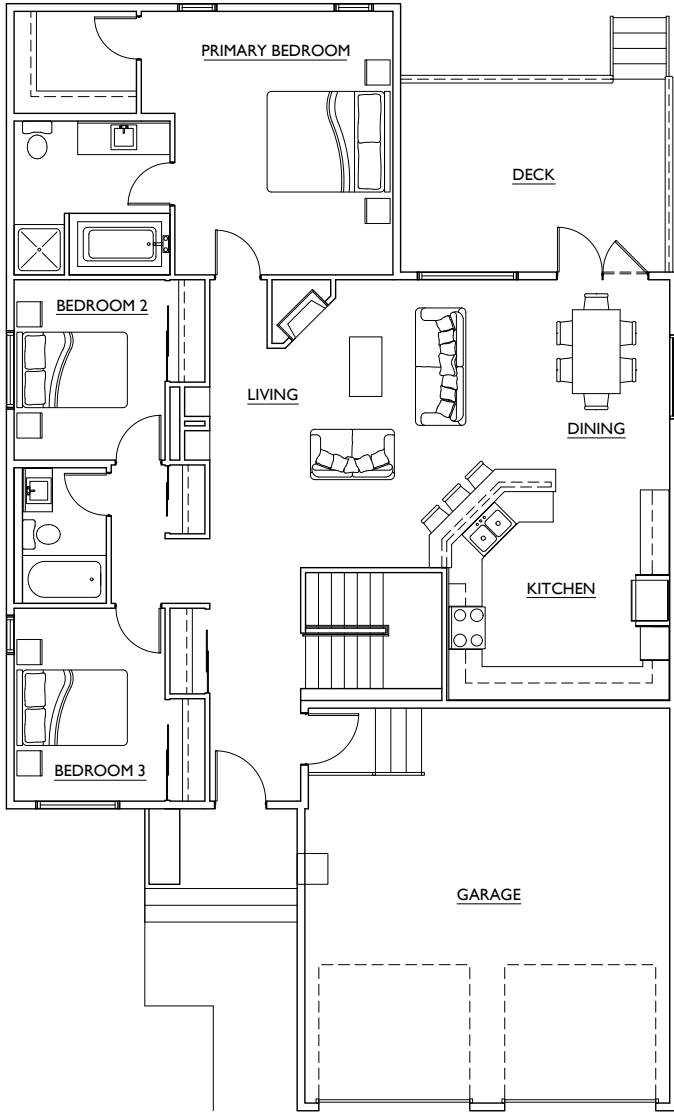 PRIMARY BEDROOM
DECK
BEDROOM 2
LIVING
DINING
KITCHEN
BEDROOM 3
GARAGE